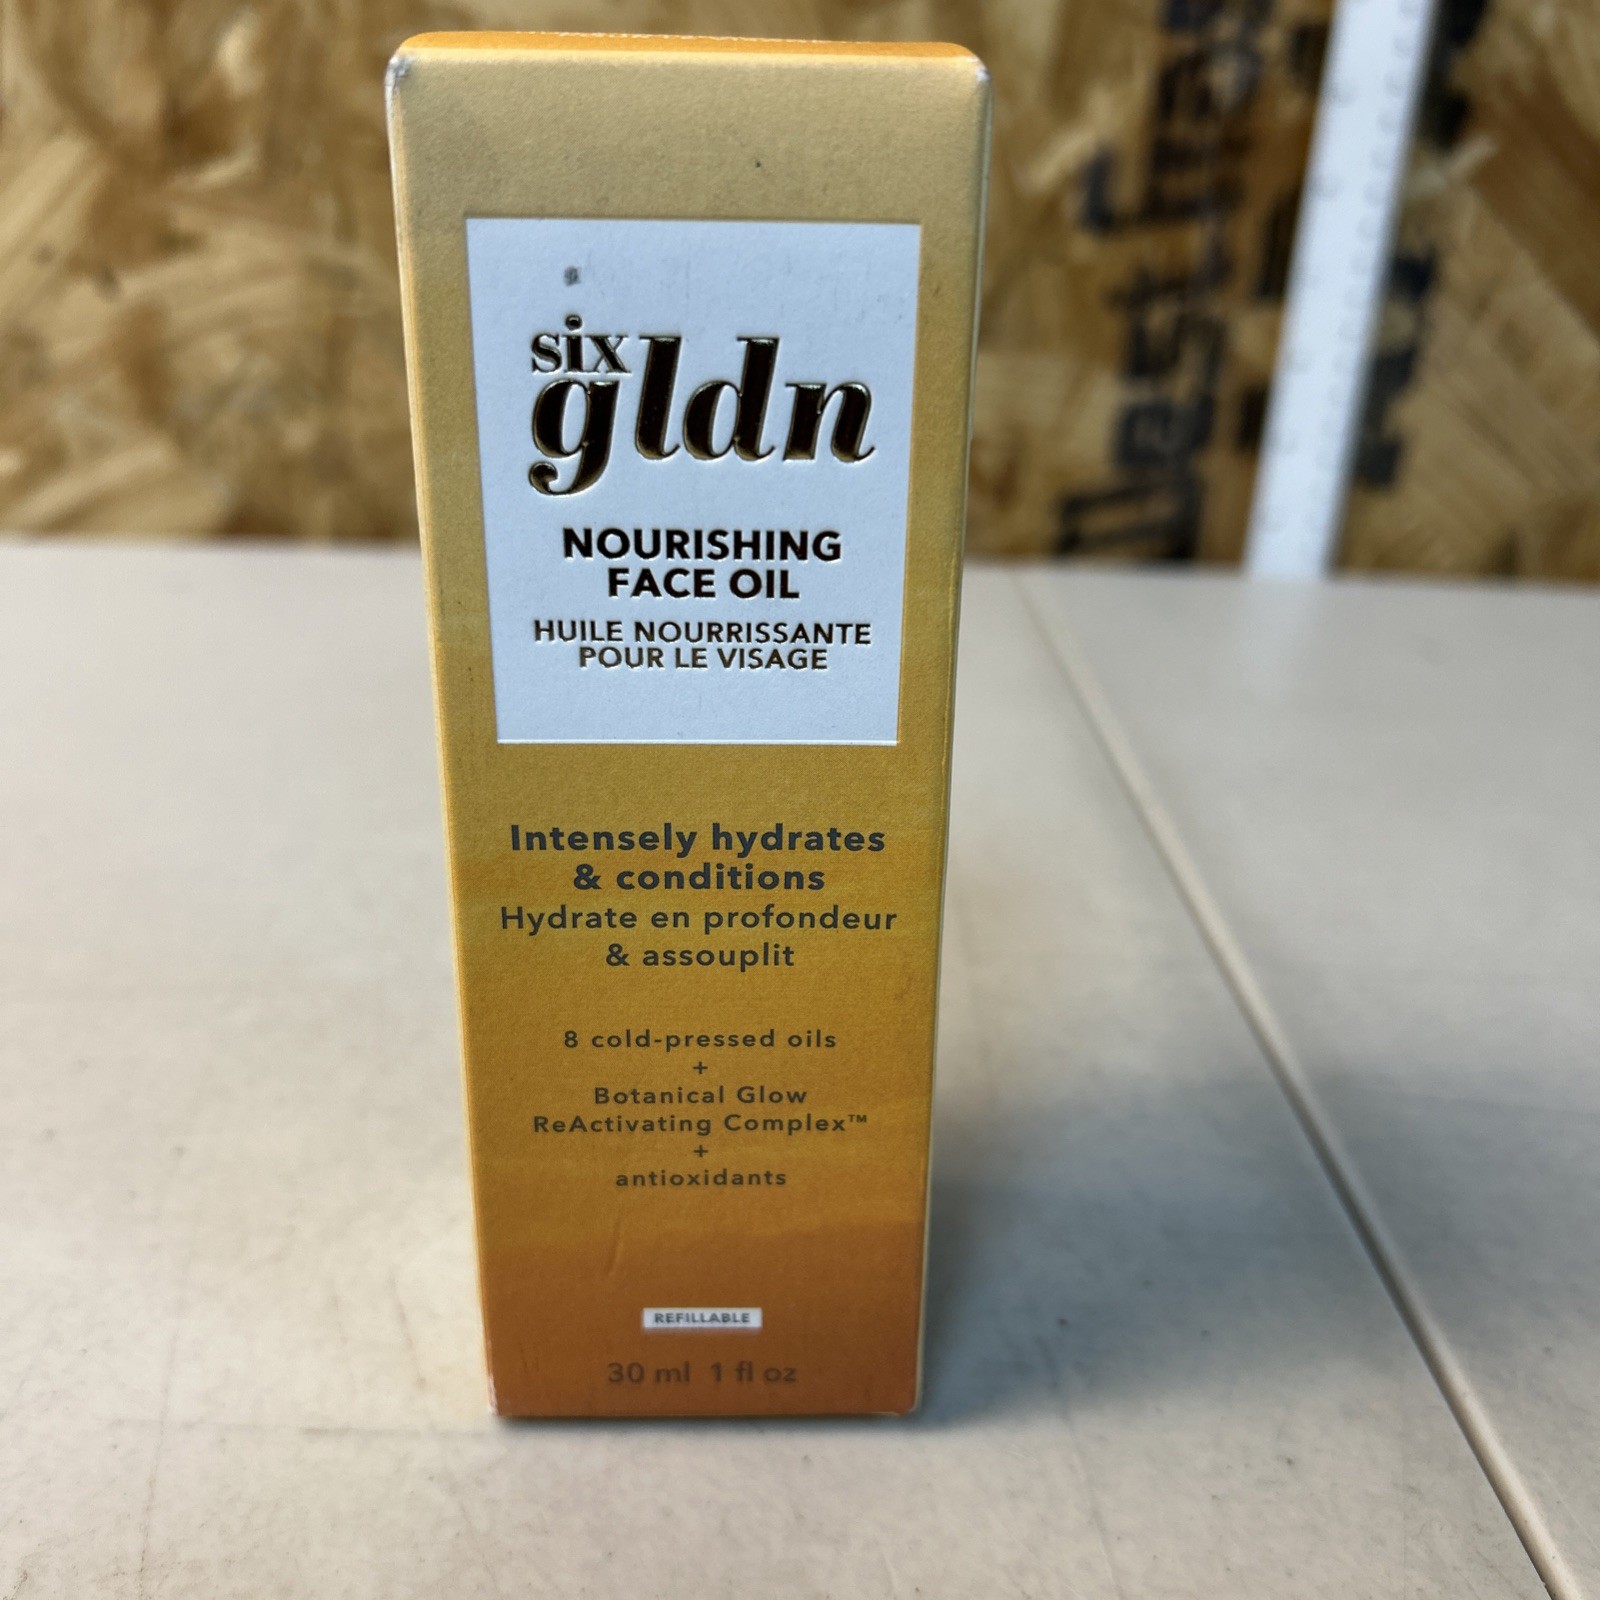 six
gldn
NOURISHING
FACE OIL
HUILE NOURRISSANTE
POUR LE VISAGE
Intensely hydrates
& conditions
Hydrate en profondeur
& assouplit
8 cold-pressed oils
+
Botanical Glow
ReActivating Complex™
+
antioxidants
REFILLABLE
30 ml 1 fl oz